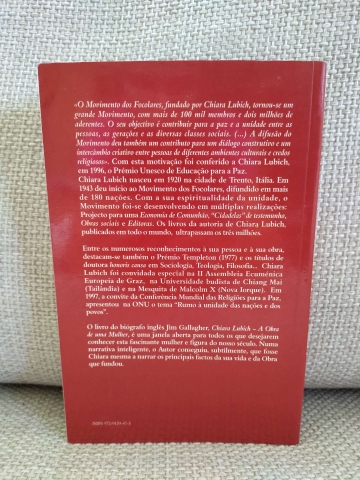 «O Movimento dos Focolares, fundado por Chiara Lubich, tornou-se um
grande Movimento, com mais de 100 mil membros e dois milhões de
aderentes. O seu objectivo é contribuir para a paz e a unidade entre as
pessoas, as gerações e as diversas classes sociais. (...) A difusão do
Movimento deu também um contributo para um diálogo construtivo e um
intercâmbio criativo entre pessoas de diferentes ambientes culturais e credos
religiosos». Com esta motivação foi conferido a Chiara Lubich,
em 1996, o Prémio Unesco de Educação para a Paz.
Chiara Lubich nasceu em 1920 na cidade de Trento, Itália. Em
1943 deu início ao Movimento dos Focolares, difundido em mais
de 180 nações. Com a sua espiritualidade da unidade, o
Movimento foi-se desenvolvendo em múltiplas realizações:
Projecto para uma Economia de Comunhão, "Cidadelas" de testemunho,
Obras sociais e Editoras. Os livros da autoria de Chiara Lubich,
publicados em todo o mundo, ultrapassam os três milhões.
Entre os numerosos reconhecimentos à sua pessoa e à sua obra,
destacam-se também o Prémio Templeton (1977) e os títulos de
doutora honoris causa em Sociologia, Teologia, Filosofia... Chiara
Lubich foi convidada especial na II Assembleia Ecuménica
Europeia de Graz, na Universidade budista de Chiang Mai
(Tailândia) e na Mesquita de Malcolm X (Nova Iorque). Em
1997, a convite da Conferência Mundial das Religiões para a Paz,
apresentou na ONU o tema "Rumo à unidade das nações e dos
povos".
O livro do biógrafo inglês Jim Gallagher, Chiara Lubich – A Obra
de uma Mulher, é uma janela aberta para todos os que desejarem
conhecer esta fascinante mulher e figura do nosso século. Numa
narrativa inteligente, o Autor conseguiu, subtilmente, que fosse
Chiara mesma a narrar os principais factos da sua vida e da Obra
que fundou.
ISBN